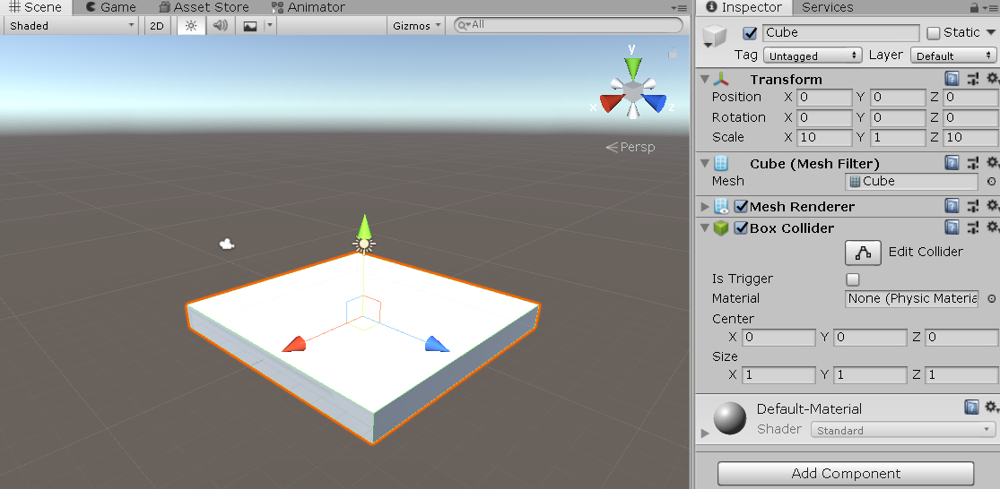 Scene Game Asset Store Animator
Shaded 2D Gizmos All
y
x z
Persp
Inspector Services
Cube Static
Tag Untagged Layer Default
Transform
Position X 0 Y 0 Z 0
Rotation X 0 Y 0 Z 0
Scale X 10 Y 1 Z 10
Cube (Mesh Filter)
Mesh Cube
Mesh Renderer
Box Collider
Edit Collider
Is Trigger
Material None (Physic Materia
Center
X 0 Y 0 Z 0
Size
X 1 Y 1 Z 1
Default-Material
Shader Standard
Add Component